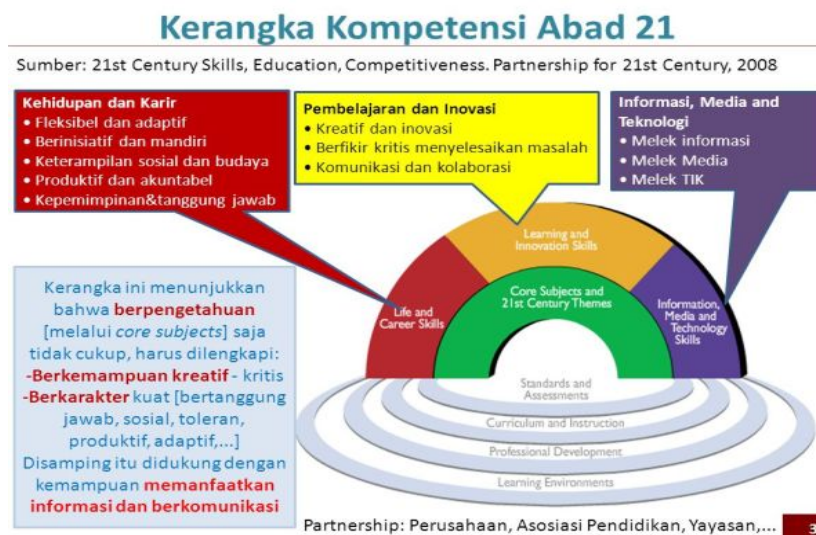 Kerangka Kompetensi Abad 21
Sumber: 21st Century Skills, Education, Competitiveness. Partnership for 21st Century, 2008
Kehidupan dan Karir
• Fleksibel dan adaptif
• Berinisiatif dan mandiri
• Keterampilan sosial dan budaya
• Produktif dan akuntabel
• Kepemimpinan&tanggung jawab
Pembelajaran dan Inovasi
• Kreatif dan inovasi
• Berfikir kritis menyelesaikan masalah
• Komunikasi dan kolaborasi
Informasi, Media and
Teknologi
• Melek informasi
• Melek Media
• Melek TIK
Learning and
Innovation Skills
Core Subjects and
21st Century Themes
Life and
Career Skills
Information,
Media and
Technology
Skills
Kerangka ini menunjukkan
bahwa berpengetahuan
[melalui core subjects] saja
tidak cukup, harus dilengkapi:
-Berkemampuan kreatif - kritis
-Berkarakter kuat [bertanggung
jawab, sosial, toleran,
produktif, adaptif,...]
Disamping itu didukung dengan
kemampuan memanfaatkan
informasi dan berkomunikasi
Standards and
Assessments
Curriculum and Instruction
Professional Development
Learning Environments
Partnership: Perusahaan, Asosiasi Pendidikan, Yayasan,...
3